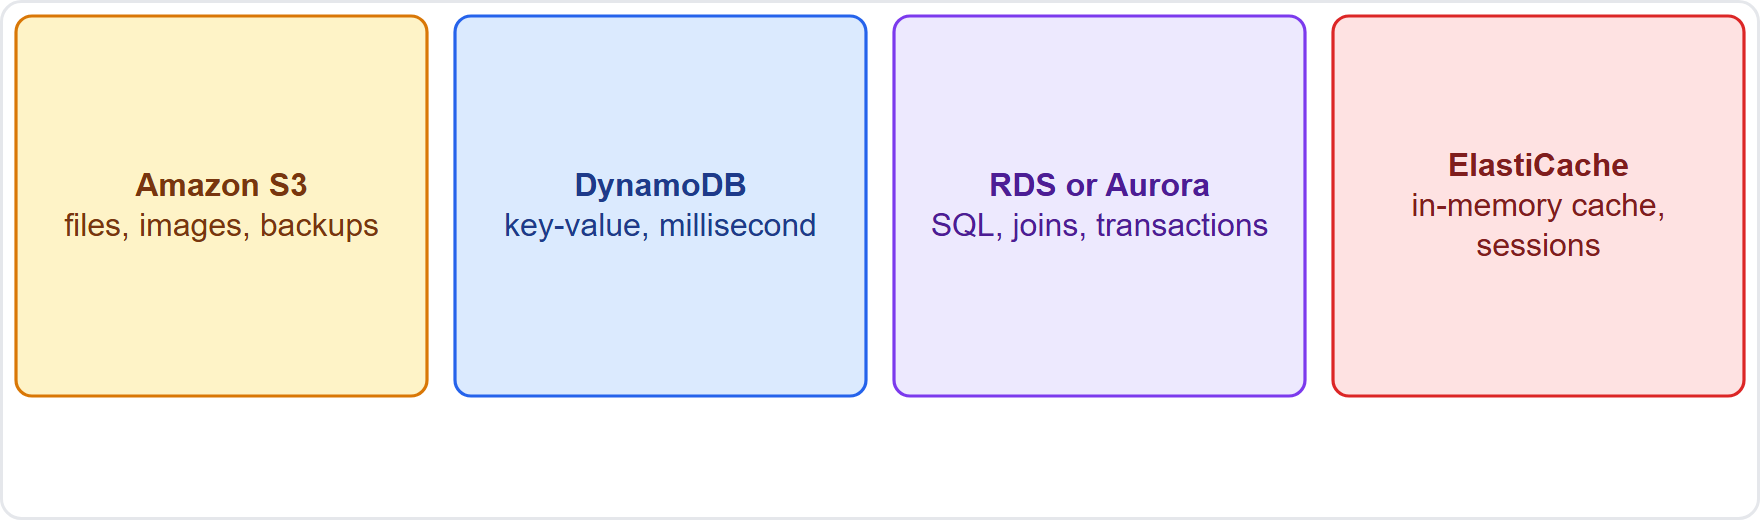 Amazon S3
files, images, backups
DynamoDB
key-value, millisecond
RDS or Aurora
SQL, joins, transactions
ElastiCache
in-memory cache,
sessions